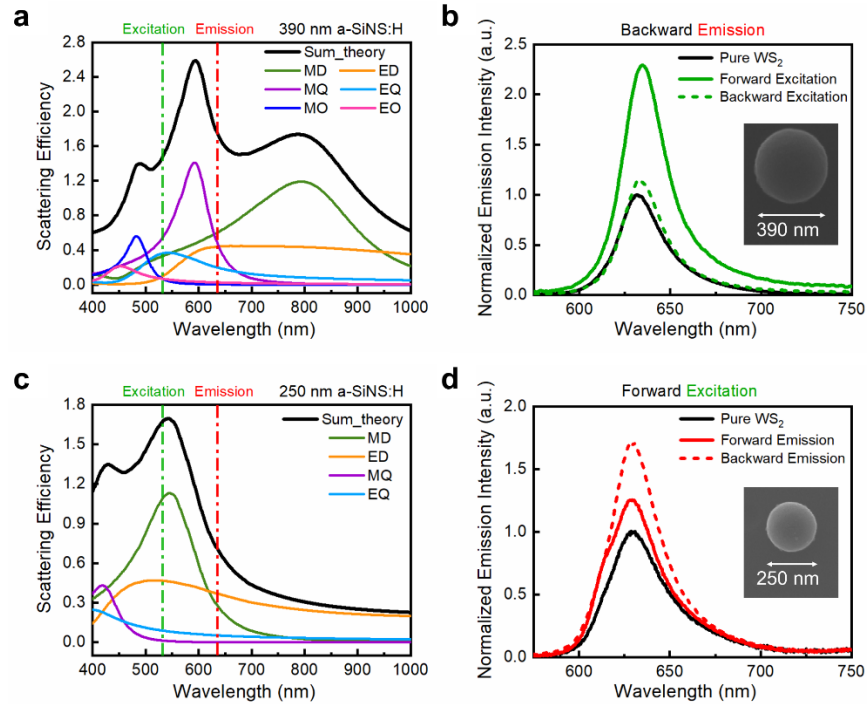 a
Excitation Emission 390 nm a-SiNS:H
Scattering Efficiency
2.8
2.4
2.0
1.6
1.2
0.8
0.4
0.0
Sum_theory
MD ED
MQ EQ
MO EO
400 500 600 700 800 900 1000
Wavelength (nm)
b
Backward Emission
Normalized Emission Intensity (a.u.)
2.5
2.0
1.5
1.0
0.5
0.0
Pure WS₂
Forward Excitation
Backward Excitation
390 nm
600 650 700 750
Wavelength (nm)
c
Excitation Emission 250 nm a-SiNS:H
Scattering Efficiency
1.8
1.5
1.2
0.9
0.6
0.3
0.0
Sum_theory
MD
ED
MQ
EQ
400 500 600 700 800 900 1000
Wavelength (nm)
d
Forward Excitation
Normalized Emission Intensity (a.u.)
2.0
1.5
1.0
0.5
0.0
Pure WS₂
Forward Emission
Backward Emission
250 nm
600 650 700 750
Wavelength (nm)